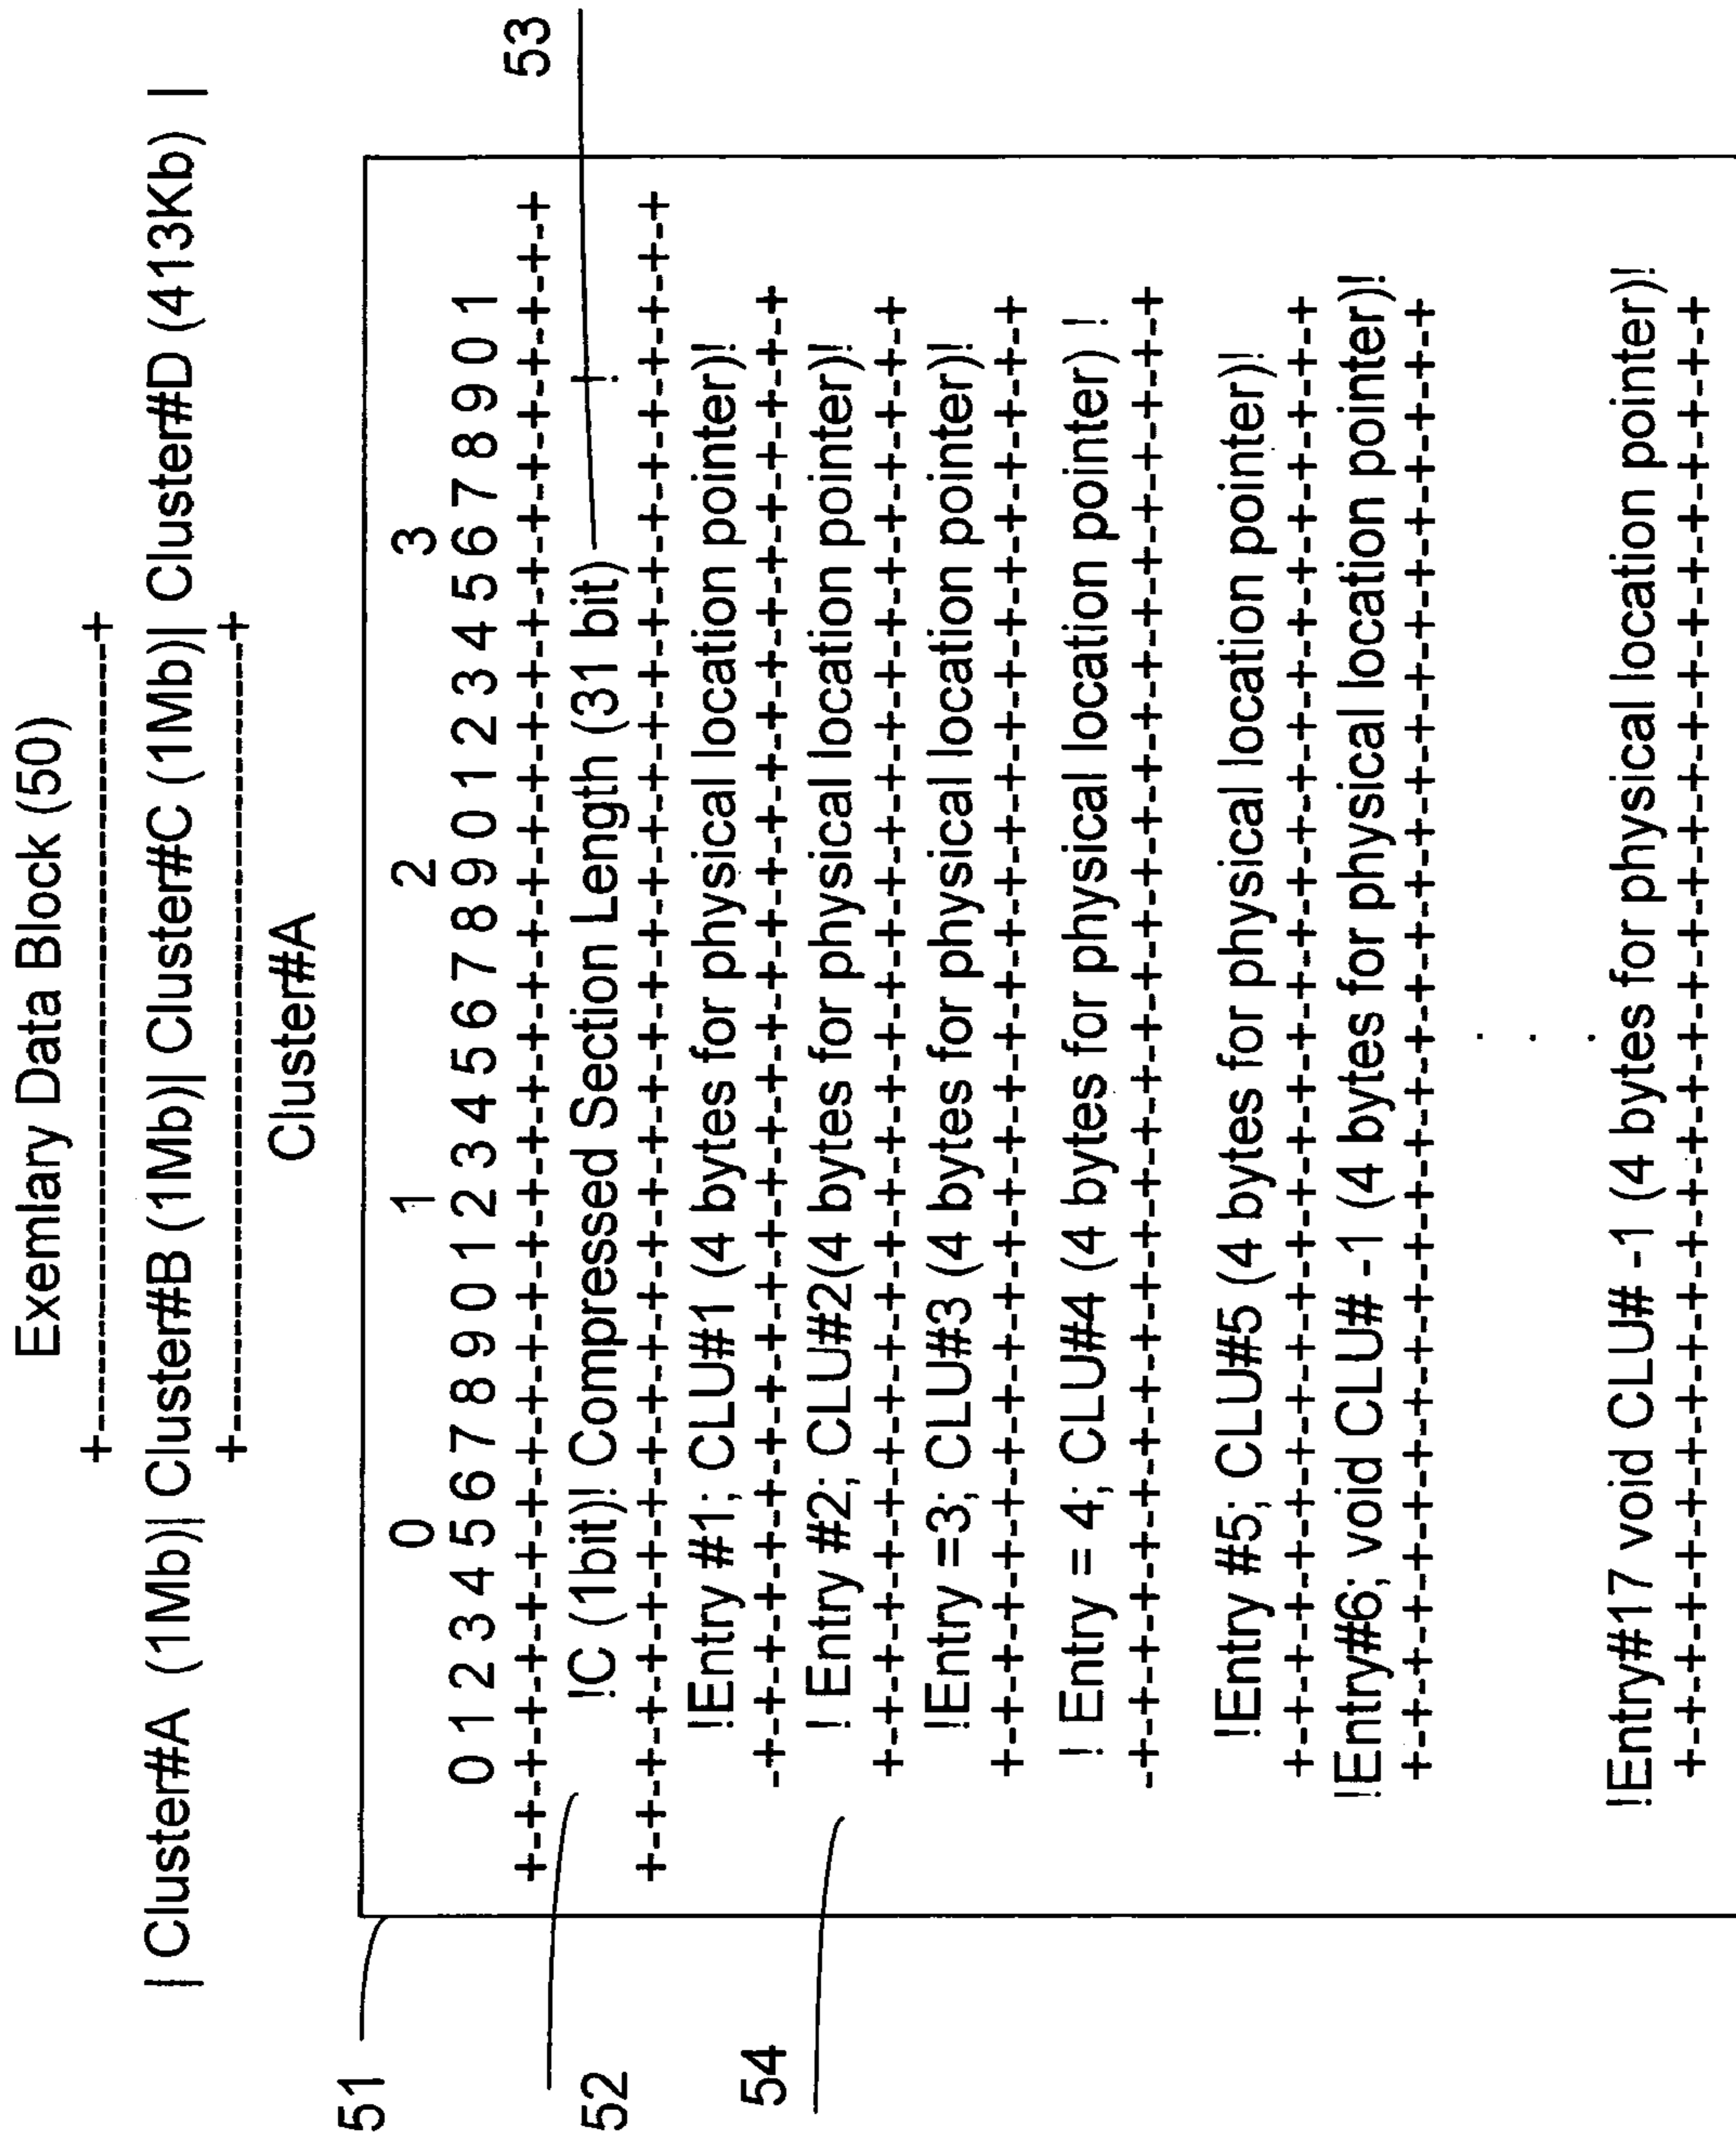 Exemlary Data Block (50)
| Cluster#A (1Mb)| Cluster#B (1Mb)| Cluster#C (1Mb)| Cluster#D (413Kb) |
Cluster#A
51
0 1 2 3
0 1 2 3 4 5 6 7 8 9 0 1 2 3 4 5 6 7 8 9 0 1 2 3 4 5 6 7 8 9 0 1
53
52
!C (1bit)! Compressed Section Length (31 bit) !
!Entry #1; CLU#1 (4 bytes for physical location pointer)!
54
! Entry #2; CLU#2(4 bytes for physical location pointer)!
!Entry =3; CLU#3 (4 bytes for physical location pointer)!
! Entry = 4; CLU#4 (4 bytes for physical location pointer) !
!Entry #5; CLU#5 (4 bytes for physical location pointer)!
!Entry#6; void CLU# -1 (4 bytes for physical location pointer)!
. . .
!Entry#17 void CLU# -1 (4 bytes for physical location pointer)!